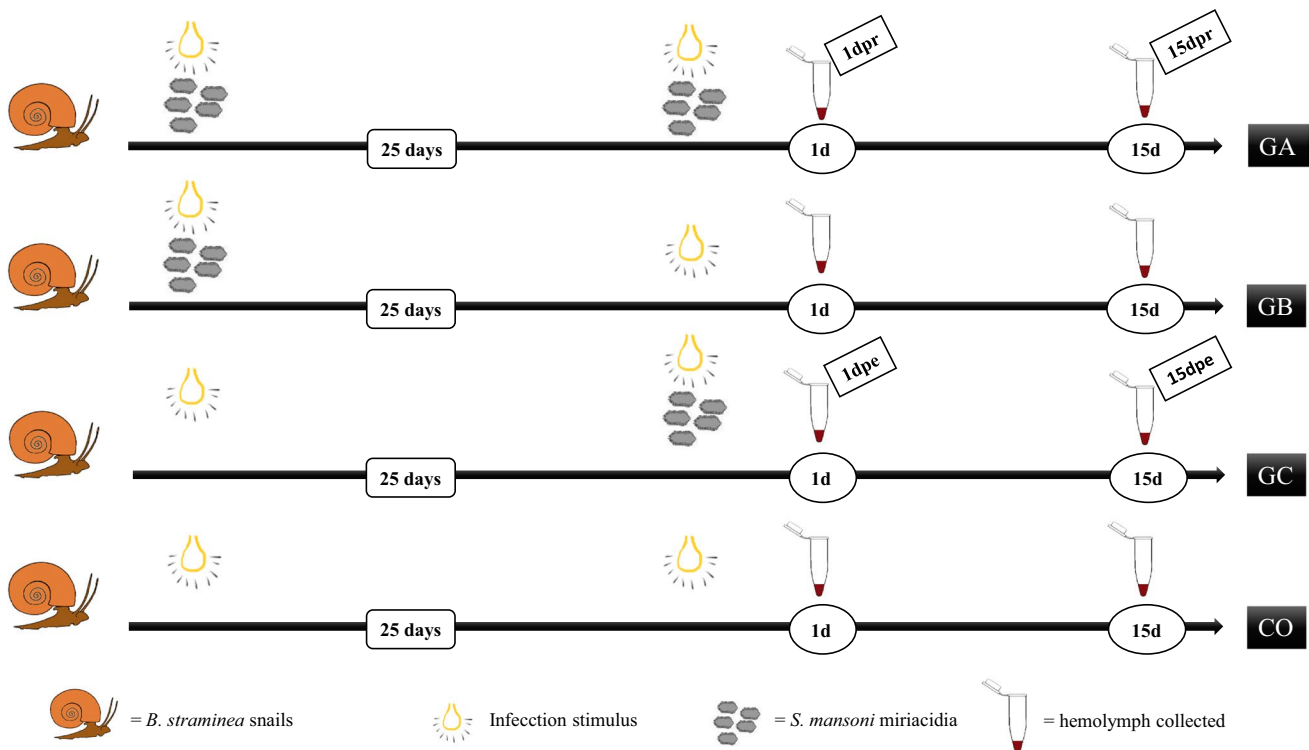 1dpr
15dpr
25 days
1d
15d
GA
25 days
1d
15d
GB
1dpe
15dpe
25 days
1d
15d
GC
25 days
1d
15d
CO
= B. straminea snails
Infecction stimulus
= S. mansoni miriacidia
= hemolymph collected